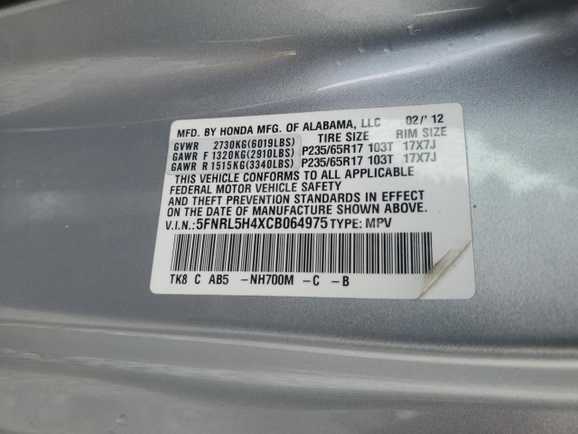 MFD. BY HONDA MFG. OF ALABAMA, LLC 02/'12
TIRE SIZE RIM SIZE
GVWR 2730KG(6019LBS)
GAWR F 1320KG(2910LBS) P235/65R17 103T 17X7J
GAWR R 1515KG(3340LBS) P235/65R17 103T 17X7J
THIS VEHICLE CONFORMS TO ALL APPLICABLE
FEDERAL MOTOR VEHICLE SAFETY
AND THEFT PREVENTION STANDARDS IN EFFECT
ON THE DATE OF MANUFACTURE SHOWN ABOVE.
V.I.N.: 5FNRL5H4XCB064975 TYPE: MPV
TK8 C AB5 -NH700M -C -B